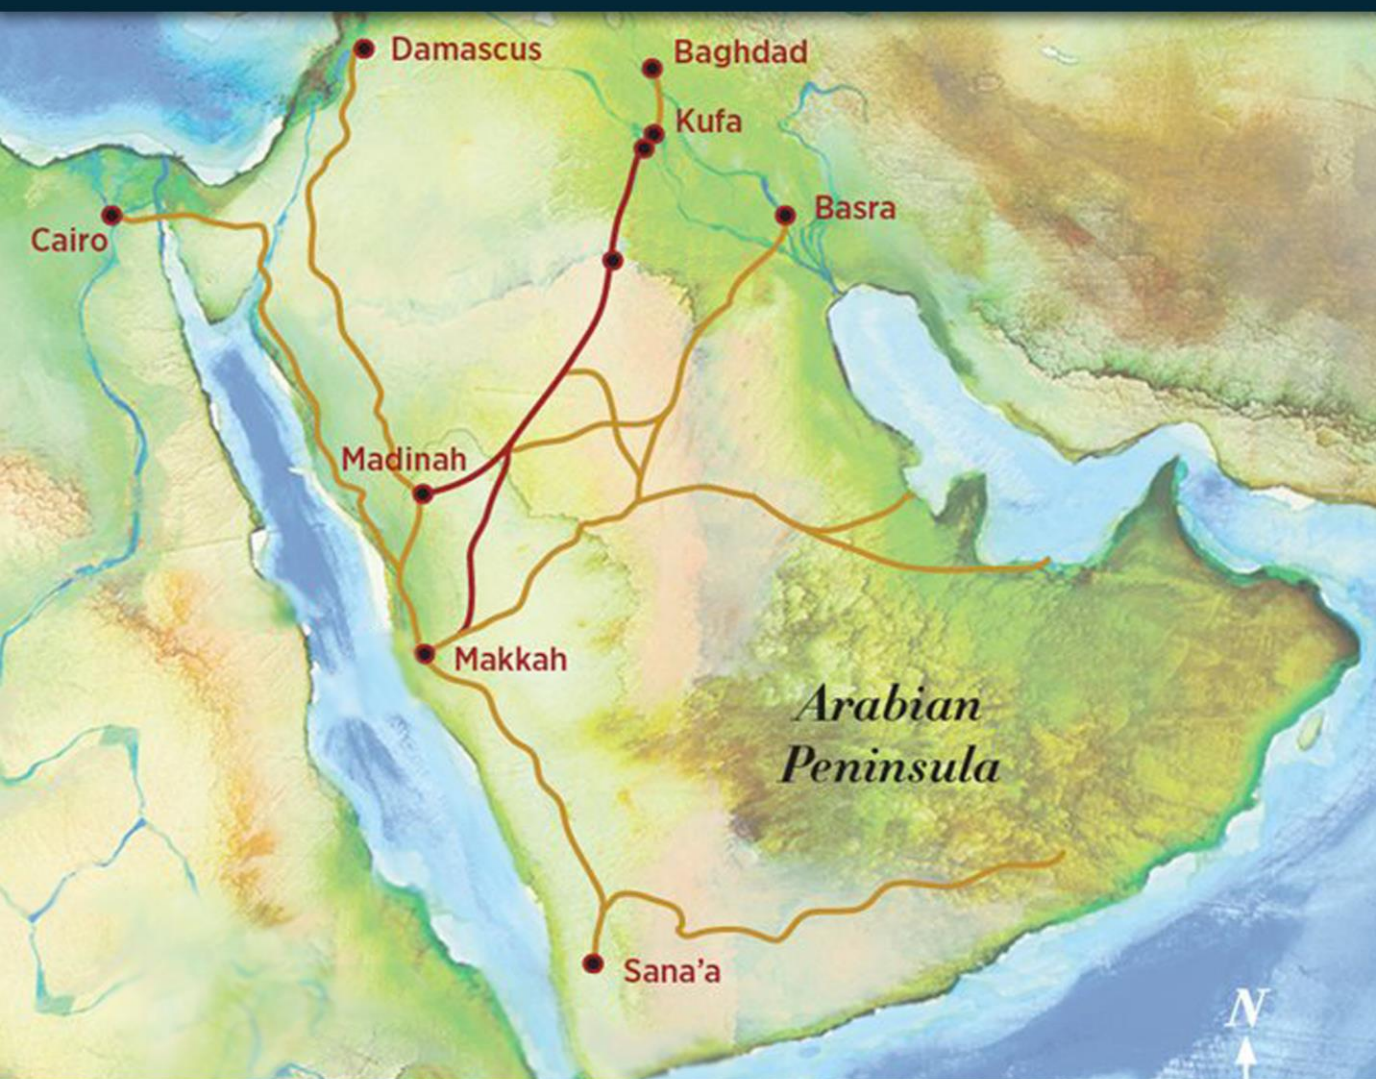 Damascus
Baghdad
Kufa
Basra
Cairo
Madinah
Makkah
Arabian
Peninsula
Sana’a
N